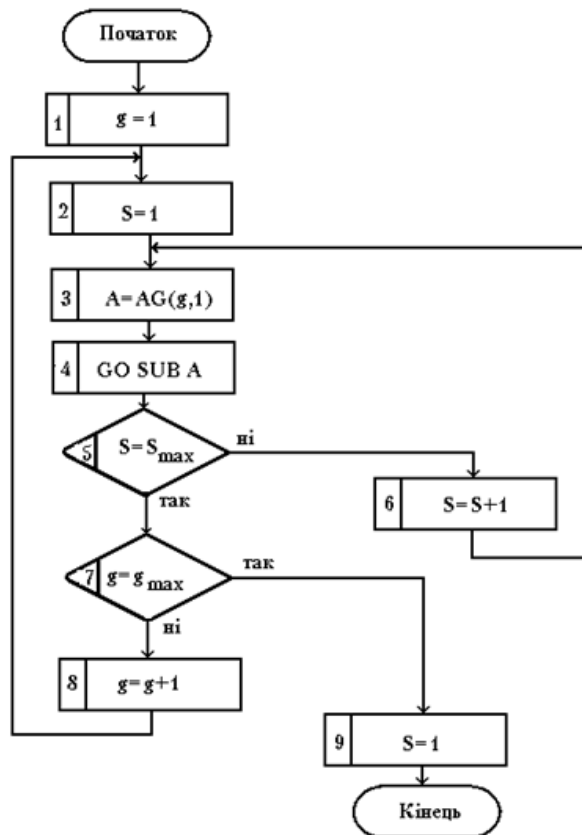 Початок
1 g = 1
2 S=1
3 A=AG(g,1)
4 GO SUB A
5 S=Smax
ні
6 S=S+1
так
7 g=gmax
так
ні
8 g=g+1
9 S=1
Кінець